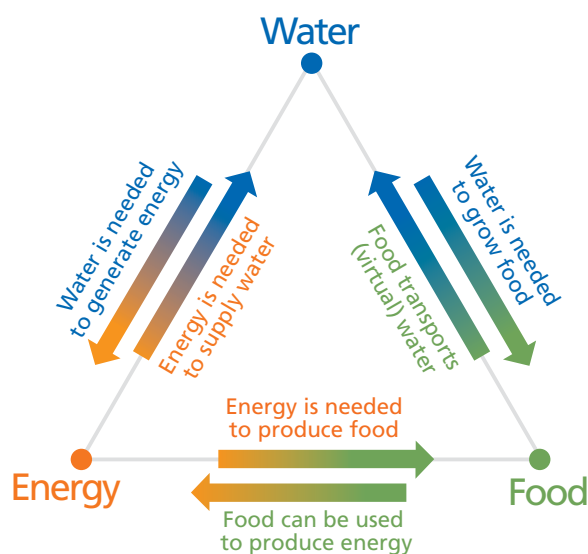 Water
Water is needed
to generate energy
Energy is needed
to supply water
Food transports
(virtual) water
Water is needed
to grow food
Energy is needed
to produce food
Energy
Food
Food can be used
to produce energy